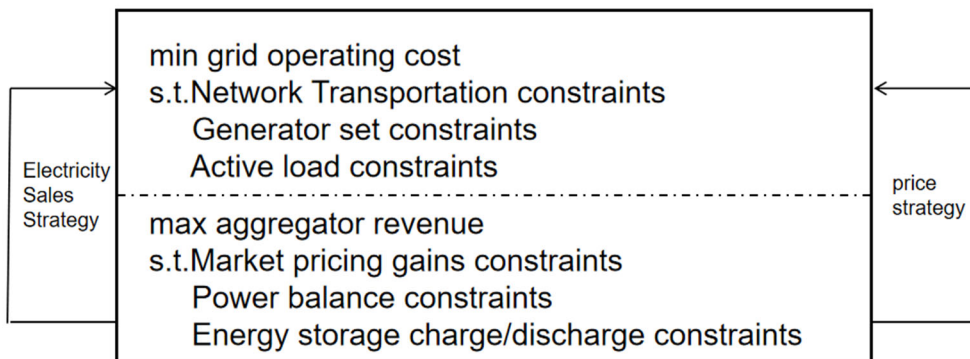 min grid operating cost
s.t.Network Transportation constraints
Generator set constraints
Active load constraints
Electricity
Sales
Strategy
price
strategy
max aggregator revenue
s.t.Market pricing gains constraints
Power balance constraints
Energy storage charge/discharge constraints